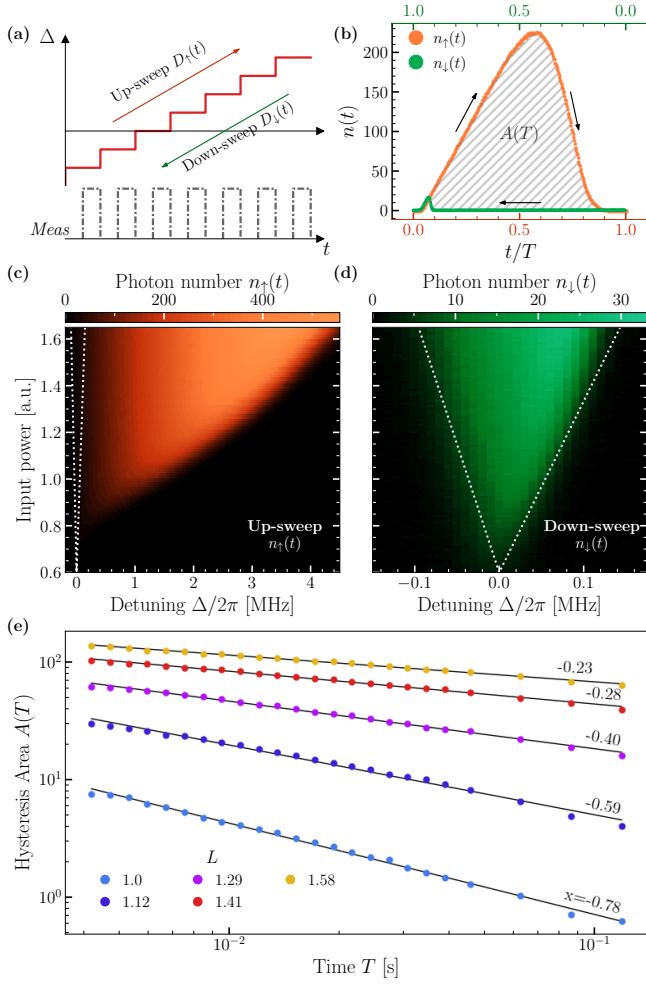 (a)
Δ
Up-sweep D↑(t)
Down-sweep D↓(t)
Meas
t
(b)
1.0 0.5 0.0
n↑(t)
n↓(t)
A(T)
n(t)
200
150
100
50
0
0.0 0.5 1.0
t/T
(c)
Photon number n↑(t)
0 200 400
Input power [a.u.]
1.6
1.4
1.2
1.0
0.8
0.6
Up-sweep
n↑(t)
0 1 2 3 4
Detuning Δ/2π [MHz]
(d)
Photon number n↓(t)
0 10 20 30
Down-sweep
n↓(t)
−0.1 0.0 0.1
Detuning Δ/2π [MHz]
(e)
Hysteresis Area A(T)
10²
10¹
10⁰
-0.23
-0.28
-0.40
-0.59
x=-0.78
L
1.0 1.29 1.58
1.12 1.41
10⁻² 10⁻¹
Time T [s]